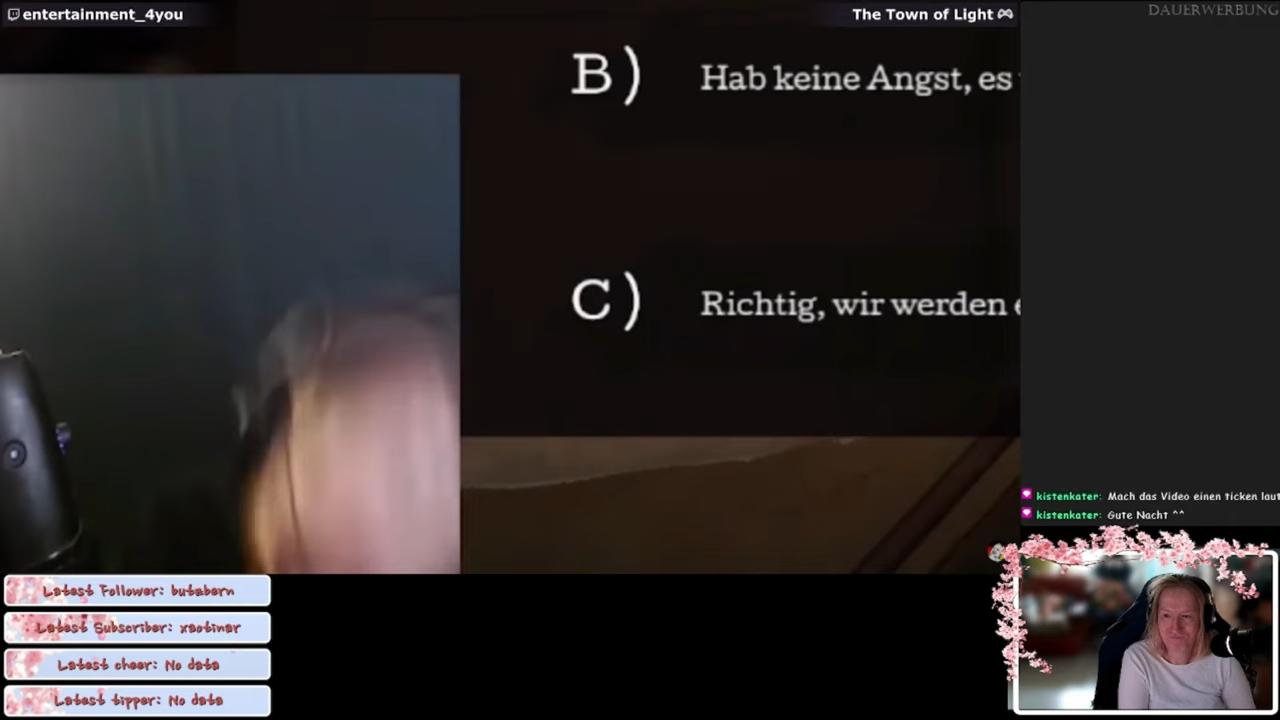 entertainment_4you
The Town of Light
DAUERWERBUNG
B) Hab keine Angst, es
C) Richtig, wir werden
kistenkater: Mach das Video einen ticken laut
kistenkater: Gute Nacht ^^
Latest Follower: butabern
Latest Subscriber: xaotinar
Latest cheer: No data
Latest tipper: No data